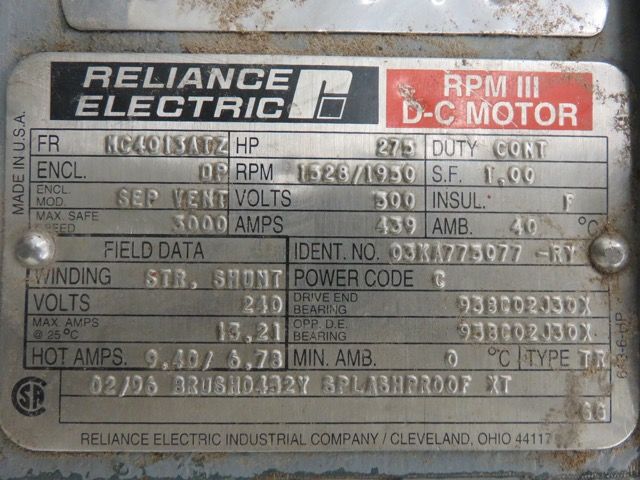 RELIANCE ELECTRIC
RPM III D-C MOTOR
MADE IN U.S.A.
FR MC4013ATZ HP 275 DUTY CONT
ENCL. DP RPM 1328/1950 S.F. 1.00
ENCL. MOD. SEP VENT VOLTS 500 INSUL. F
MAX. SAFE SPEED 3000 AMPS 439 AMB. 40 °C
FIELD DATA IDENT. NO. 03KA775077 -RY
WINDING STR, SHUNT POWER CODE C
VOLTS 240 DRIVE END BEARING 93BC02J30X
MAX. AMPS @ 25°C 13,21 OPP. D.E. BEARING 93BC02J30X
HOT AMPS. 9.40/ 6.78 MIN. AMB. 0 °C TYPE TR
02/96 BRUSH0432Y SPLASHPROOF XT
SA
RELIANCE ELECTRIC INDUSTRIAL COMPANY / CLEVELAND, OHIO 44117